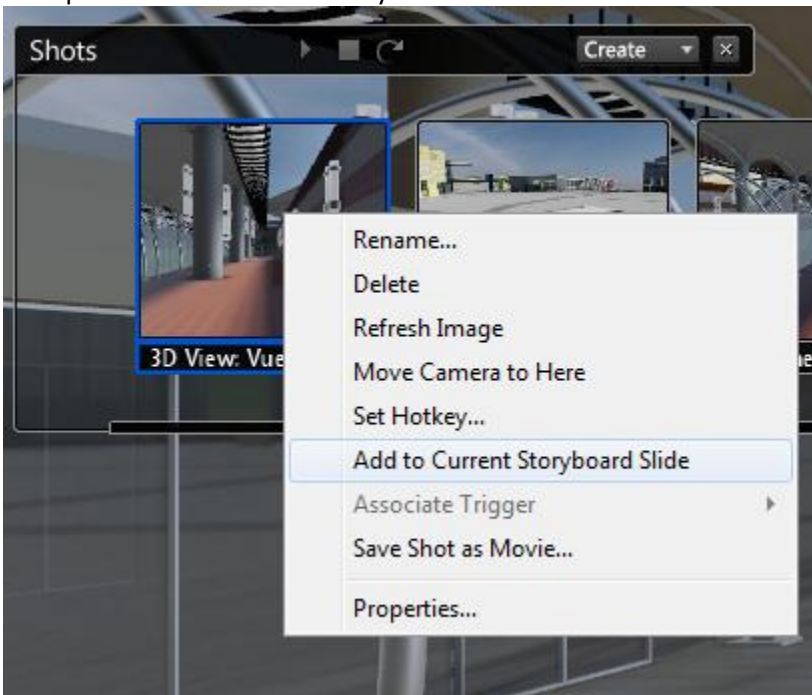 Shots
Create
3D View: Vue
Rename...
Delete
Refresh Image
Move Camera to Here
Set Hotkey...
Add to Current Storyboard Slide
Associate Trigger
Save Shot as Movie...
Properties...